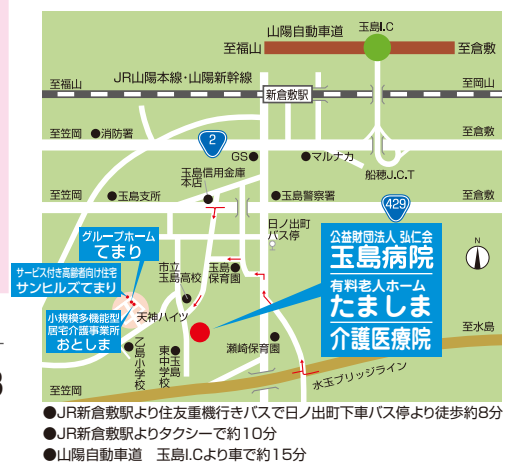 山陽自動車道
玉島I.C
至福山
至倉敷
至福山
JR山陽本線・山陽新幹線
至岡山
新倉敷駅
至笠岡
●消防署
2
至倉敷
GS●
●マルナカ
玉島信用金庫
本店
船穂J.C.T
至笠岡
●玉島支所
●玉島警察署
至倉敷
429
日ノ出町
バス停
グループホーム
てまり
サービス付き高齢者向け住宅
サンヒルズてまり
小規模多機能型
居宅介護事業所
おとしま
市立
玉島高校
玉島●
保育園
天神ハイツ
公益財団法人 弘仁会
玉島病院
有料老人ホーム
たましま
介護医療院
N
乙島小学校
東中学校
●玉島
瀬崎保育園
至水島
至笠岡
水玉ブリッジライン
●JR新倉敷駅より住友重機行きバスで日ノ出町下車バス停より徒歩約8分
●JR新倉敷駅よりタクシーで約10分
●山陽自動車道 玉島I.Cより車で約15分